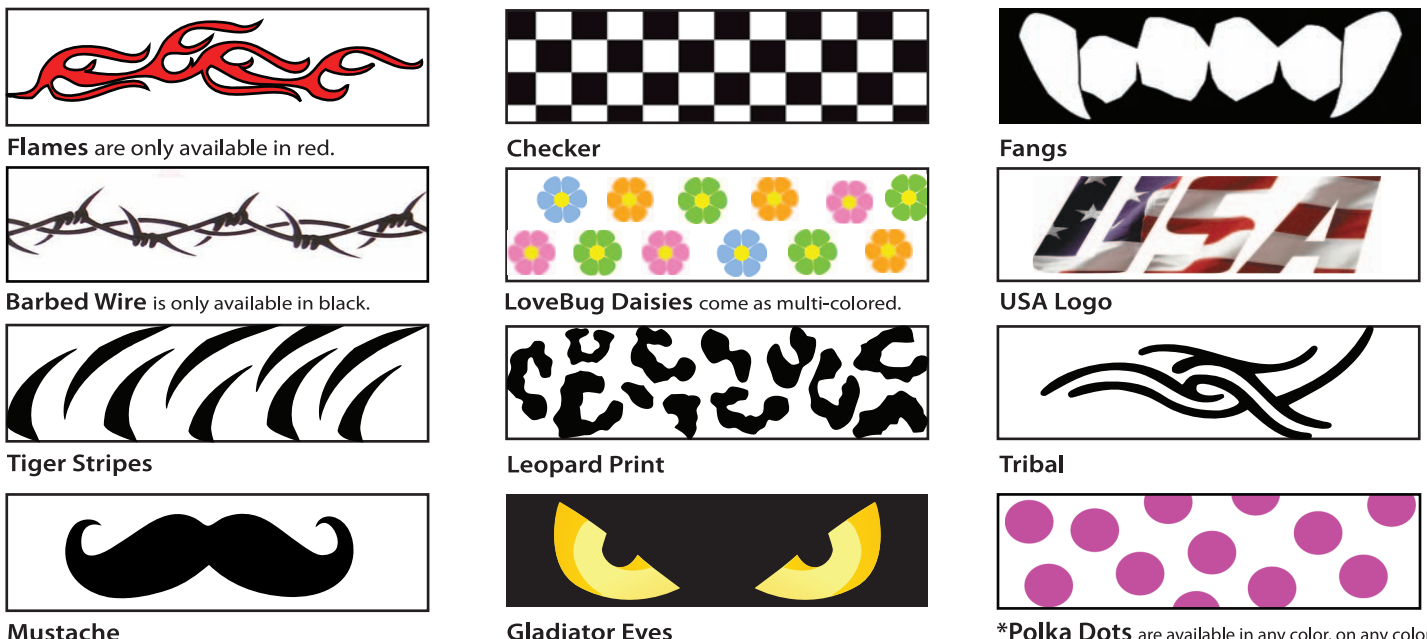 Flames are only available in red.
Checker
Fangs
Barbed Wire is only available in black.
LoveBug Daisies come as multi-colored.
USA
USA Logo
Tiger Stripes
Leopard Print
Tribal
Mustache
Gladiator Eyes
*Polka Dots are available in any color, on any colo